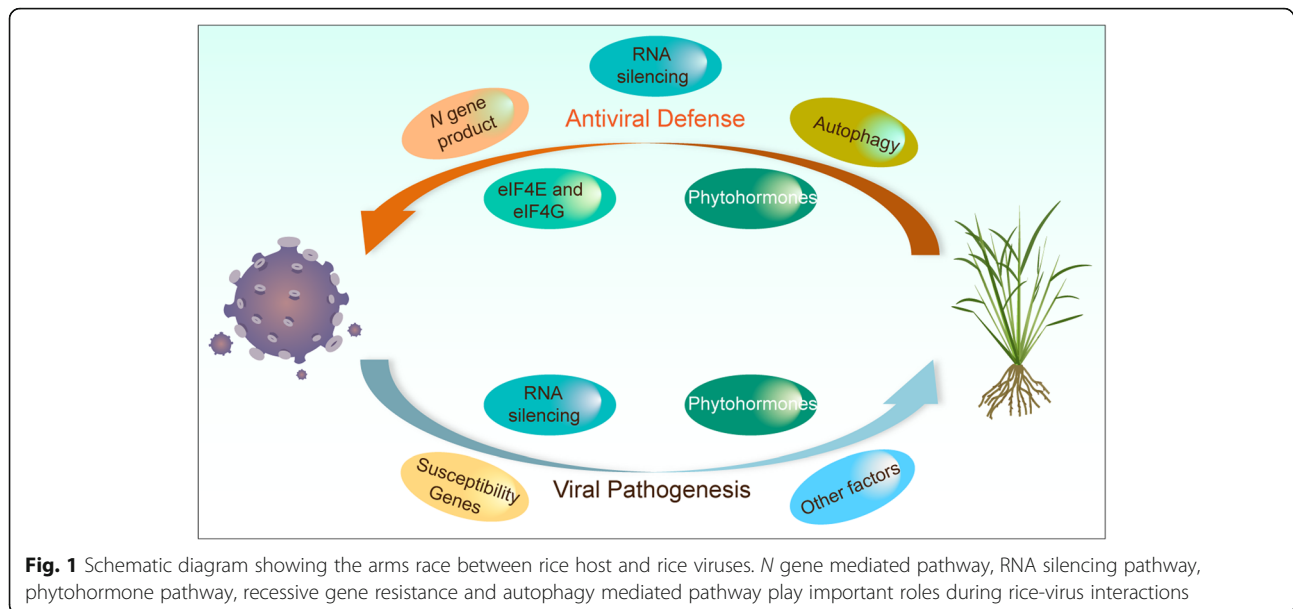 RNA
silencing
N gene
product
Antiviral Defense
Autophagy
eIF4E and
eIF4G
Phytohormones
RNA
silencing
Phytohormones
Susceptibility
Genes
Viral Pathogenesis
Other factors
Fig. 1 Schematic diagram showing the arms race between rice host and rice viruses. N gene mediated pathway, RNA silencing pathway,
phytohormone pathway, recessive gene resistance and autophagy mediated pathway play important roles during rice-virus interactions